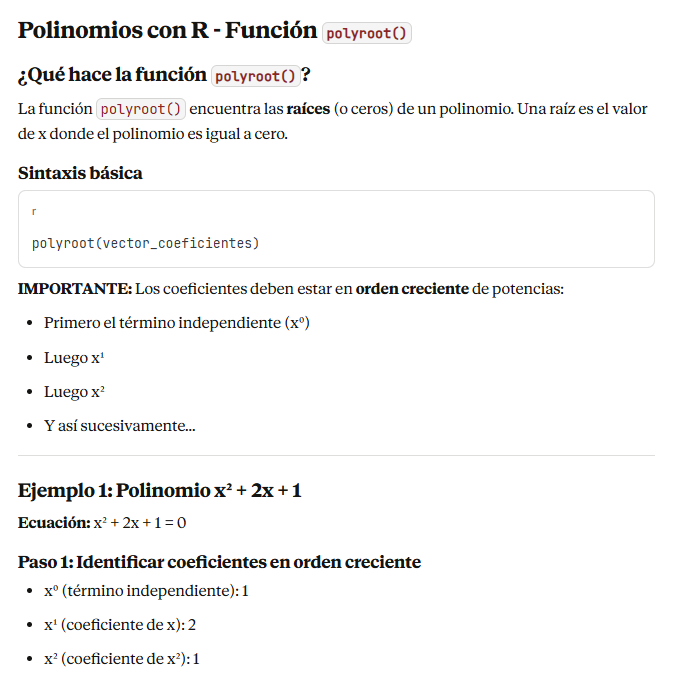 Polinomios con R - Función polyroot()
¿Qué hace la función polyroot()?
La función polyroot() encuentra las raíces (o ceros) de un polinomio. Una raíz es el valor
de x donde el polinomio es igual a cero.
Sintaxis básica
r
polyroot(vector_coeficientes)
IMPORTANTE: Los coeficientes deben estar en orden creciente de potencias:
• Primero el término independiente (x⁰)
• Luego x¹
• Luego x²
• Y así sucesivamente...
Ejemplo 1: Polinomio x² + 2x + 1
Ecuación: x² + 2x + 1 = 0
Paso 1: Identificar coeficientes en orden creciente
• x⁰ (término independiente): 1
• x¹ (coeficiente de x): 2
• x² (coeficiente de x²): 1